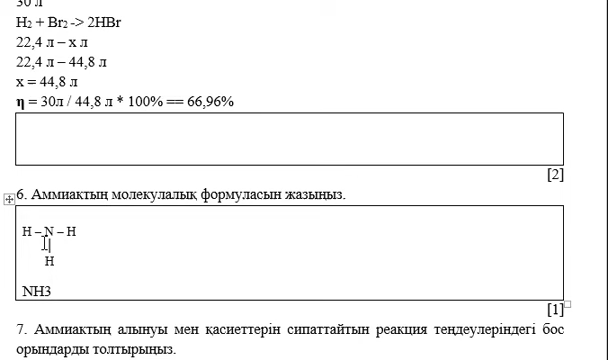 30 л
H2 + Br2 -> 2HBr
22,4 л – x л
22,4 л – 44,8 л
x = 44,8 л
η = 30л / 44,8 л * 100% == 66,96%
[2]
6. Аммиактың молекулалық формуласын жазыңыз.
H – N – H
|
H
NH3
[1]
7. Аммиактың алынуы мен қасиеттерін сипаттайтын реакция теңдеулеріндегі бос
орындарды толтырыңыз.